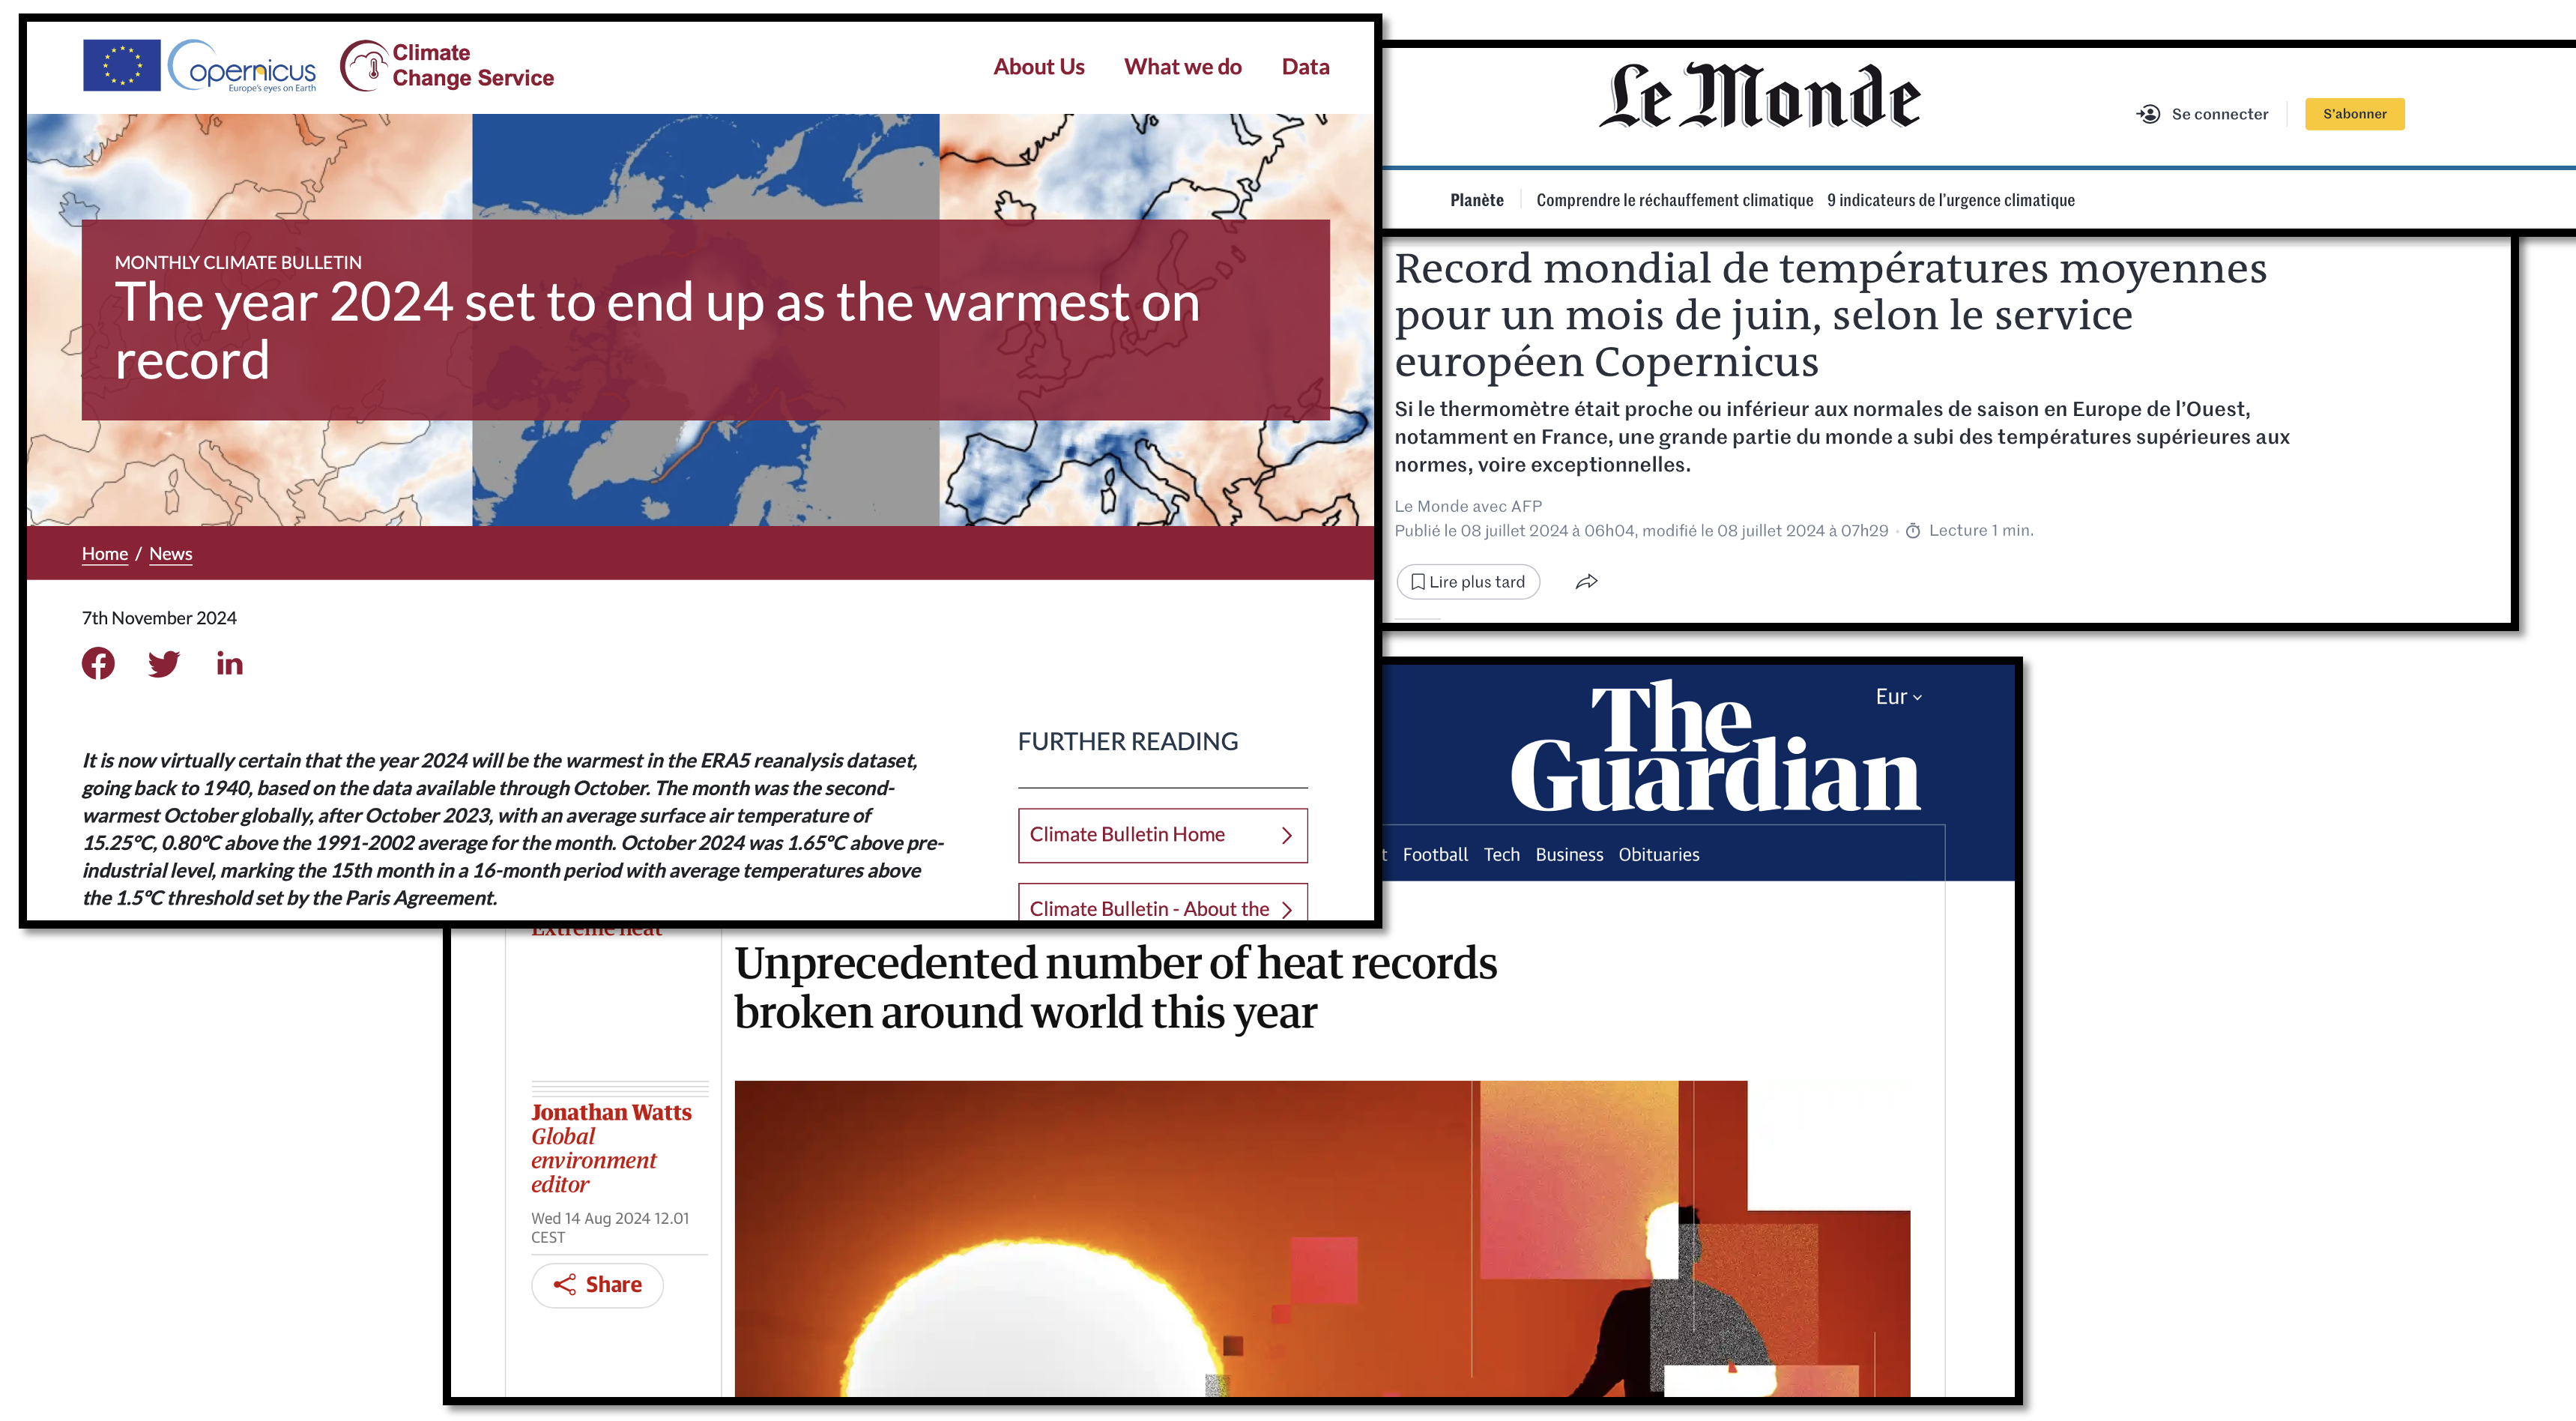 Copernicus
Europe's eyes on Earth
Climate
Change Service
About Us What we do Data
MONTHLY CLIMATE BULLETIN
The year 2024 set to end up as the warmest on
record
Home / News
7th November 2024
It is now virtually certain that the year 2024 will be the warmest in the ERA5 reanalysis dataset,
going back to 1940, based on the data available through October. The month was the second-
warmest October globally, after October 2023, with an average surface air temperature of
15.25°C, 0.80°C above the 1991-2002 average for the month. October 2024 was 1.65°C above pre-
industrial level, marking the 15th month in a 16-month period with average temperatures above
the 1.5°C threshold set by the Paris Agreement.
FURTHER READING
Climate Bulletin Home
Climate Bulletin - About the
Le Monde
Se connecter
S'abonner
Planète Comprendre le réchauffement climatique 9 indicateurs de l'urgence climatique
Record mondial de températures moyennes
pour un mois de juin, selon le service
européen Copernicus
Si le thermomètre était proche ou inférieur aux normales de saison en Europe de l'Ouest,
notamment en France, une grande partie du monde a subi des températures supérieures aux
normes, voire exceptionnelles.
Le Monde avec AFP
Publié le 08 juillet 2024 à 06h04, modifié le 08 juillet 2024 à 07h29 • Lecture 1 min.
Lire plus tard
The
Guardian
Eur
t Football Tech Business Obituaries
Extreme heat
Unprecedented number of heat records
broken around world this year
Jonathan Watts
Global
environment
editor
Wed 14 Aug 2024 12.01
CEST
Share